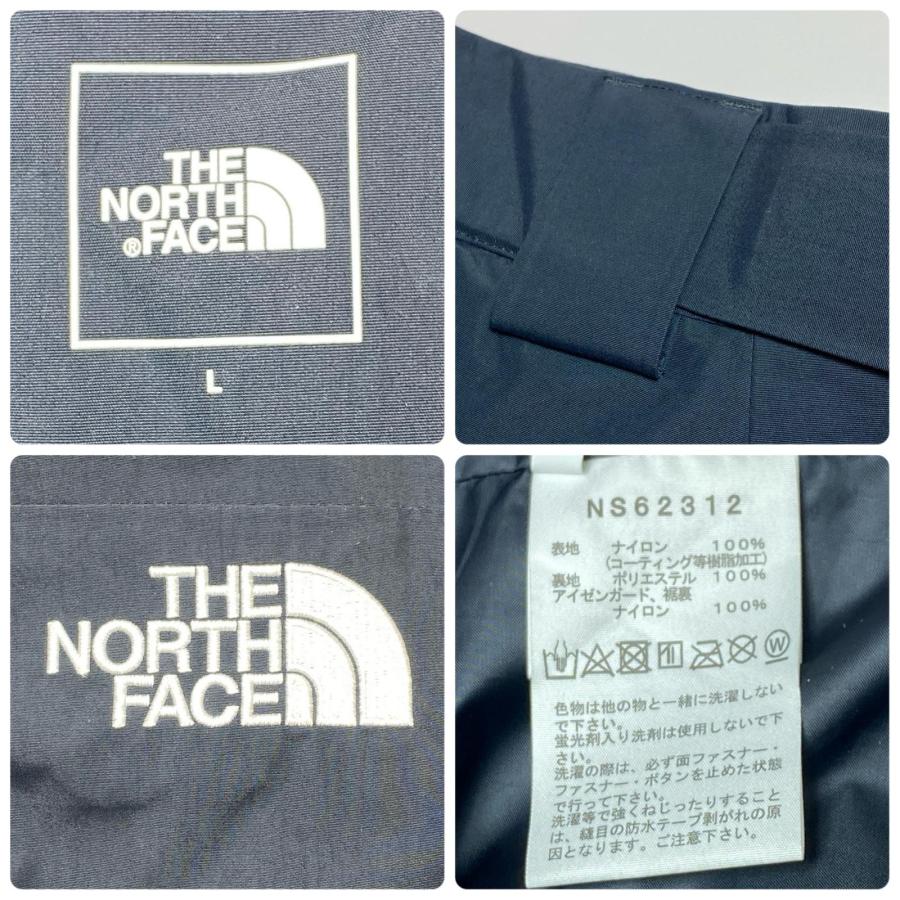 THE
NORTH
®FACE
L
THE
NORTH
FACE
NS62312
表地 ナイロン 100%
(コーティング等樹脂加工)
裏地 ポリエステル 100%
アイゼンガード、裾裏
ナイロン 100%
W
色物は他の物と一緒に洗濯しない
で下さい。
蛍光剤入り洗剤は使用しないで下
さい。
洗濯の際は、必ず面ファスナー・
ファスナー・ボタンを止めた状態
で行って下さい。
洗濯等で強くねじったりすること
は、縫目の防水テープ剥がれの原
因となります。ご注意下さい。